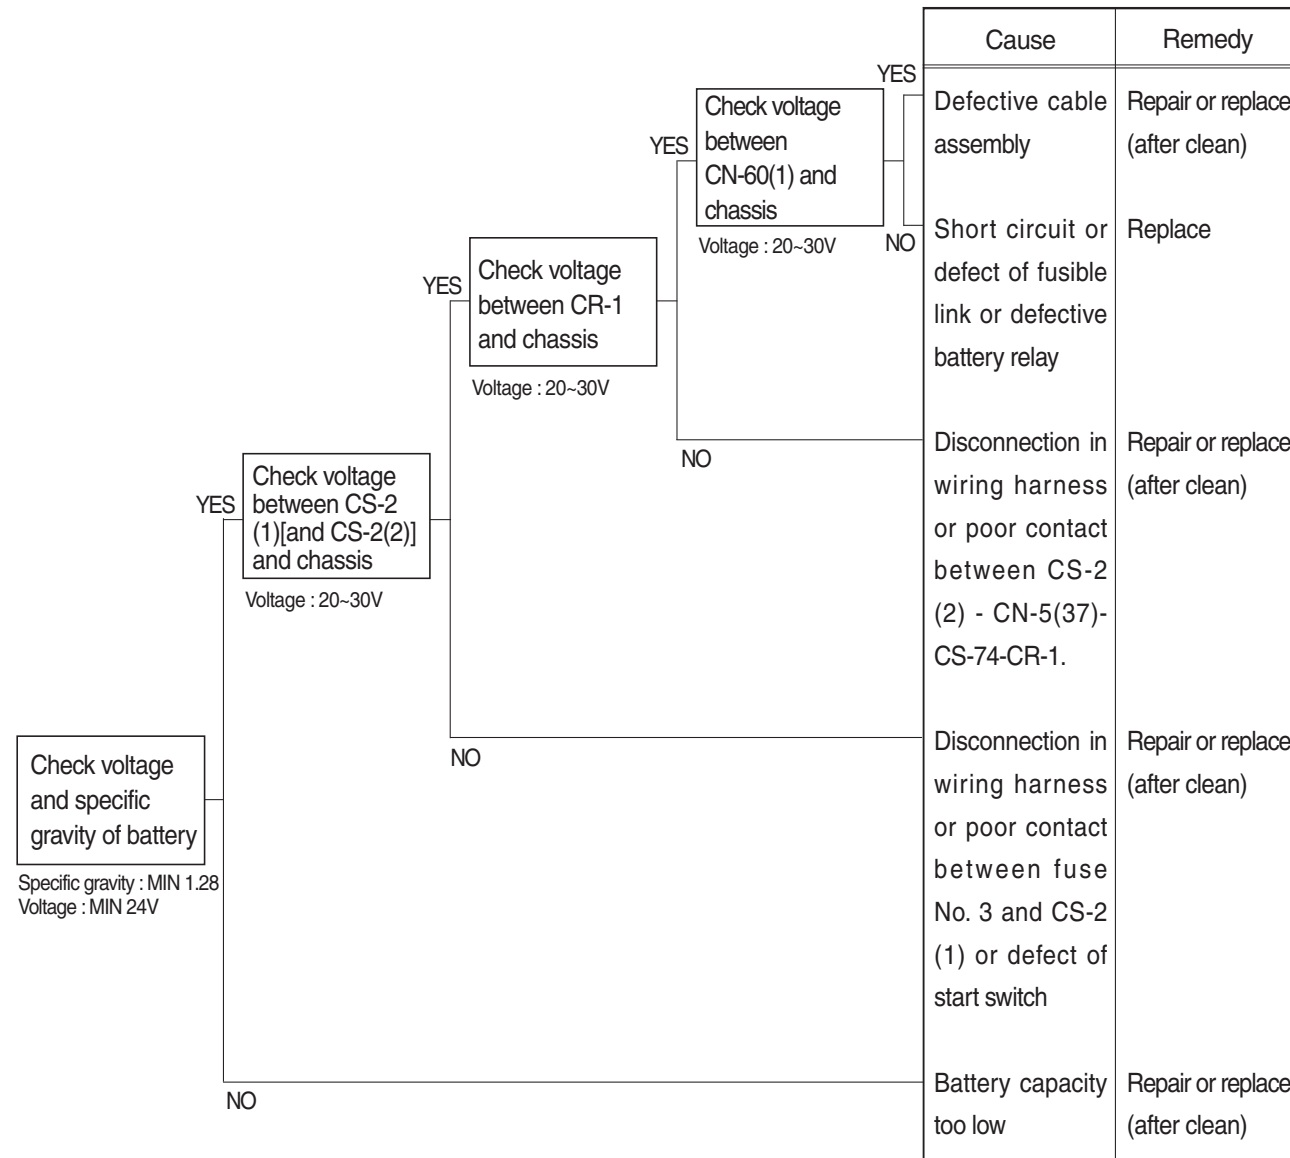 Cause
Remedy
YES
Check voltage
between
CN-60(1) and
chassis
Voltage : 20~30V
YES
NO
Defective cable
assembly
Repair or replace
(after clean)
Short circuit or
defect of fusible
link or defective
battery relay
Replace
YES
Check voltage
between CR-1
and chassis
Voltage : 20~30V
NO
Disconnection in
wiring harness
or poor contact
between CS-2
(2) - CN-5(37)-
CS-74-CR-1.
Repair or replace
(after clean)
YES
Check voltage
between CS-2
(1)[and CS-2(2)]
and chassis
Voltage : 20~30V
NO
Disconnection in
wiring harness
or poor contact
between fuse
No. 3 and CS-2
(1) or defect of
start switch
Repair or replace
(after clean)
Check voltage
and specific
gravity of battery
Specific gravity : MIN 1.28
Voltage : MIN 24V
NO
Battery capacity
too low
Repair or replace
(after clean)